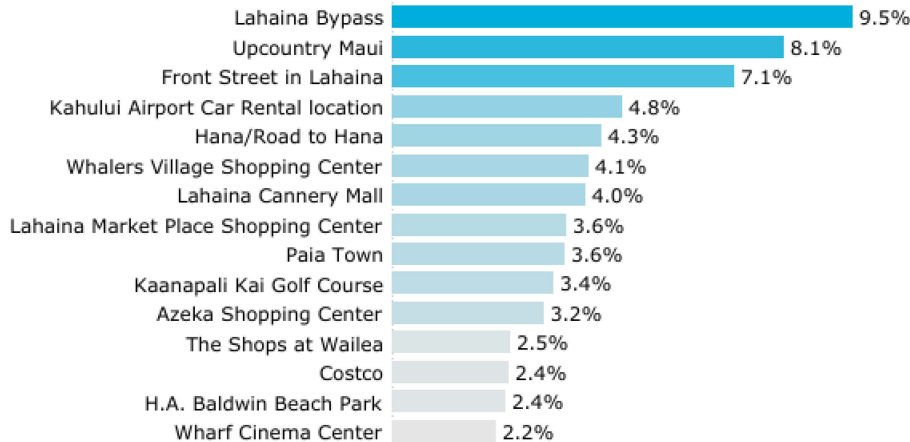 Lahaina Bypass 9.5%
Upcountry Maui 8.1%
Front Street in Lahaina 7.1%
Kahului Airport Car Rental location 4.8%
Hana/Road to Hana 4.3%
Whalers Village Shopping Center 4.1%
Lahaina Cannery Mall 4.0%
Lahaina Market Place Shopping Center 3.6%
Paia Town 3.6%
Kaanapali Kai Golf Course 3.4%
Azeka Shopping Center 3.2%
The Shops at Wailea 2.5%
Costco 2.4%
H.A. Baldwin Beach Park 2.4%
Wharf Cinema Center 2.2%